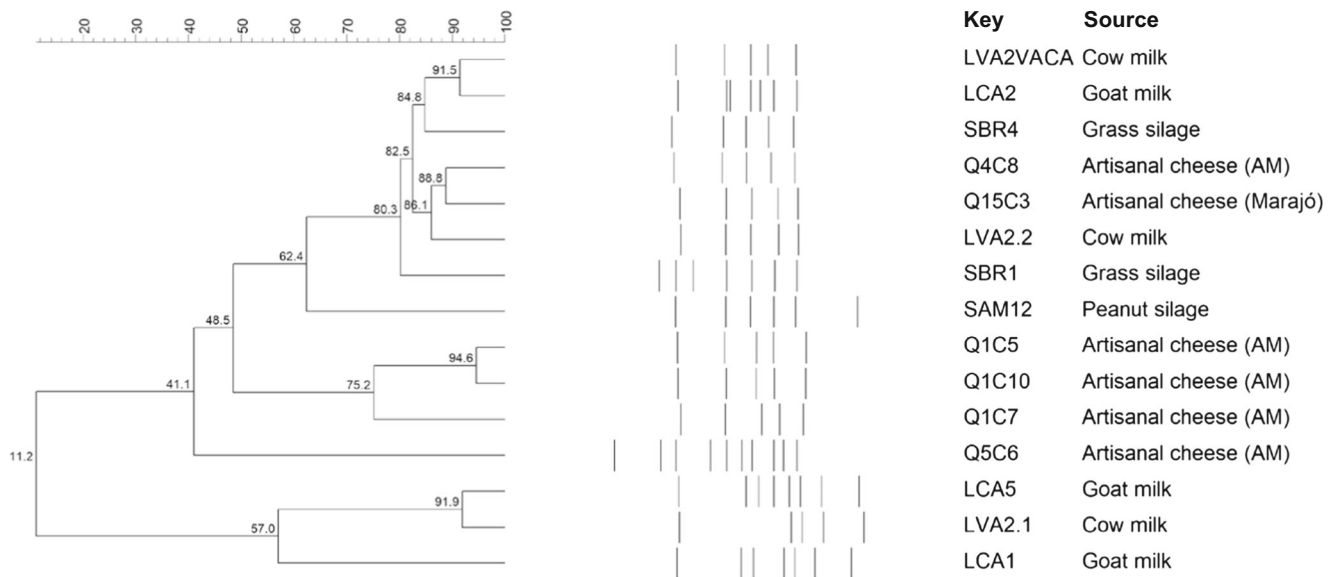 20 30 40 50 60 70 80 90 100
Key Source
91.5 LVA2VACA Cow milk
84.8 LCA2 Goat milk
SBR4 Grass silage
82.5 Q4C8 Artisanal cheese (AM)
88.8
86.1 Q15C3 Artisanal cheese (Marajó)
80.3
LVA2.2 Cow milk
62.4 SBR1 Grass silage
SAM12 Peanut silage
48.5
94.6 Q1C5 Artisanal cheese (AM)
41.1 75.2 Q1C10 Artisanal cheese (AM)
Q1C7 Artisanal cheese (AM)
11.2 Q5C6 Artisanal cheese (AM)
91.9 LCA5 Goat milk
57.0 LVA2.1 Cow milk
LCA1 Goat milk